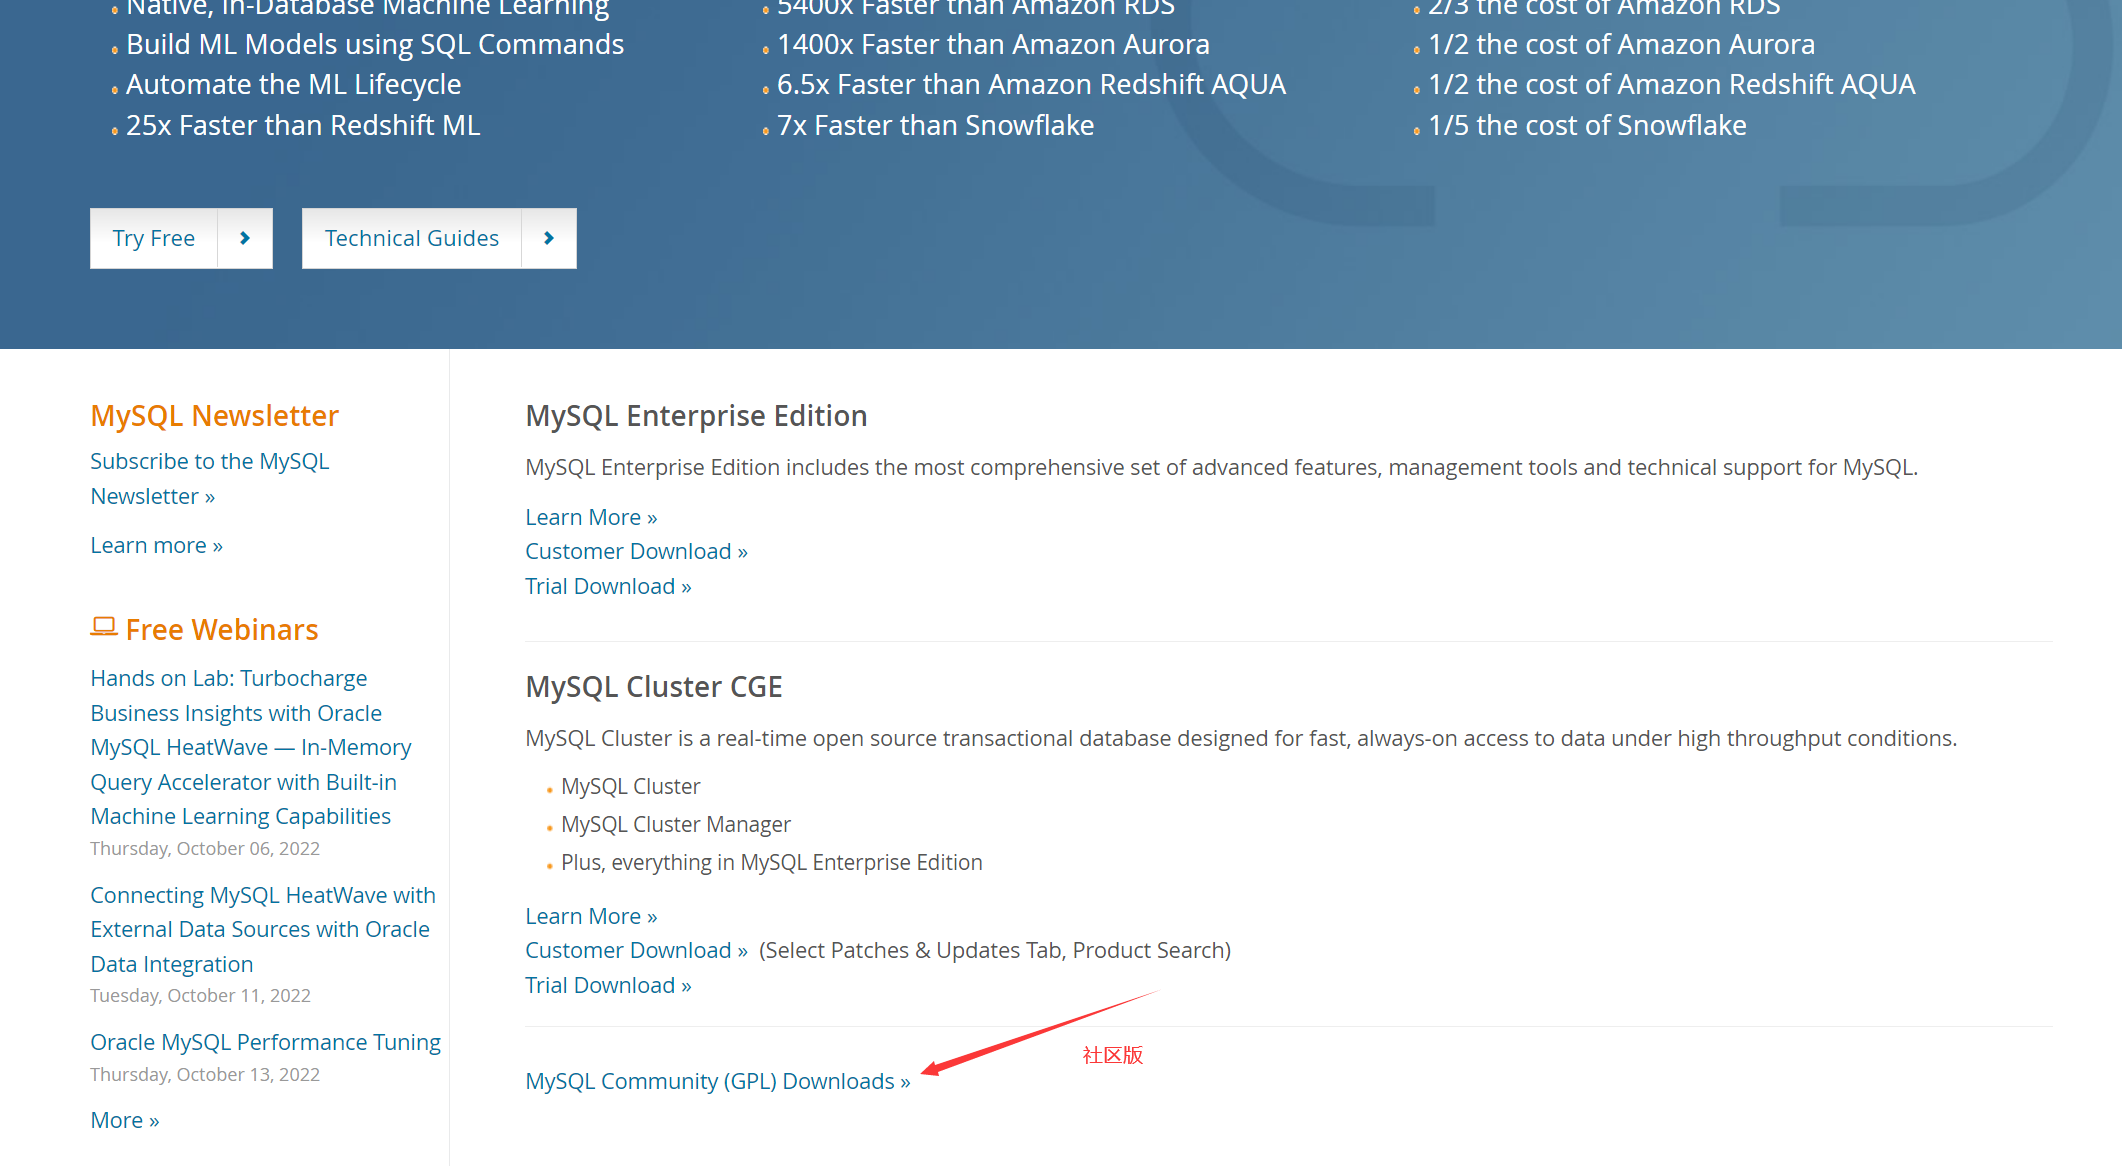 Native, In-Database Machine Learning
Build ML Models using SQL Commands
Automate the ML Lifecycle
25x Faster than Redshift ML
5400x Faster than Amazon RDS
1400x Faster than Amazon Aurora
6.5x Faster than Amazon Redshift AQUA
7x Faster than Snowflake
2/3 the cost of Amazon RDS
1/2 the cost of Amazon Aurora
1/2 the cost of Amazon Redshift AQUA
1/5 the cost of Snowflake
Try Free
Technical Guides
MySQL Newsletter
Subscribe to the MySQL
Newsletter »
Learn more »
Free Webinars
Hands on Lab: Turbocharge
Business Insights with Oracle
MySQL HeatWave — In-Memory
Query Accelerator with Built-in
Machine Learning Capabilities
Thursday, October 06, 2022
Connecting MySQL HeatWave with
External Data Sources with Oracle
Data Integration
Tuesday, October 11, 2022
Oracle MySQL Performance Tuning
Thursday, October 13, 2022
More »
MySQL Enterprise Edition
MySQL Enterprise Edition includes the most comprehensive set of advanced features, management tools and technical support for MySQL.
Learn More »
Customer Download »
Trial Download »
MySQL Cluster CGE
MySQL Cluster is a real-time open source transactional database designed for fast, always-on access to data under high throughput conditions.
MySQL Cluster
MySQL Cluster Manager
Plus, everything in MySQL Enterprise Edition
Learn More »
Customer Download » (Select Patches & Updates Tab, Product Search)
Trial Download »
社区版
MySQL Community (GPL) Downloads »